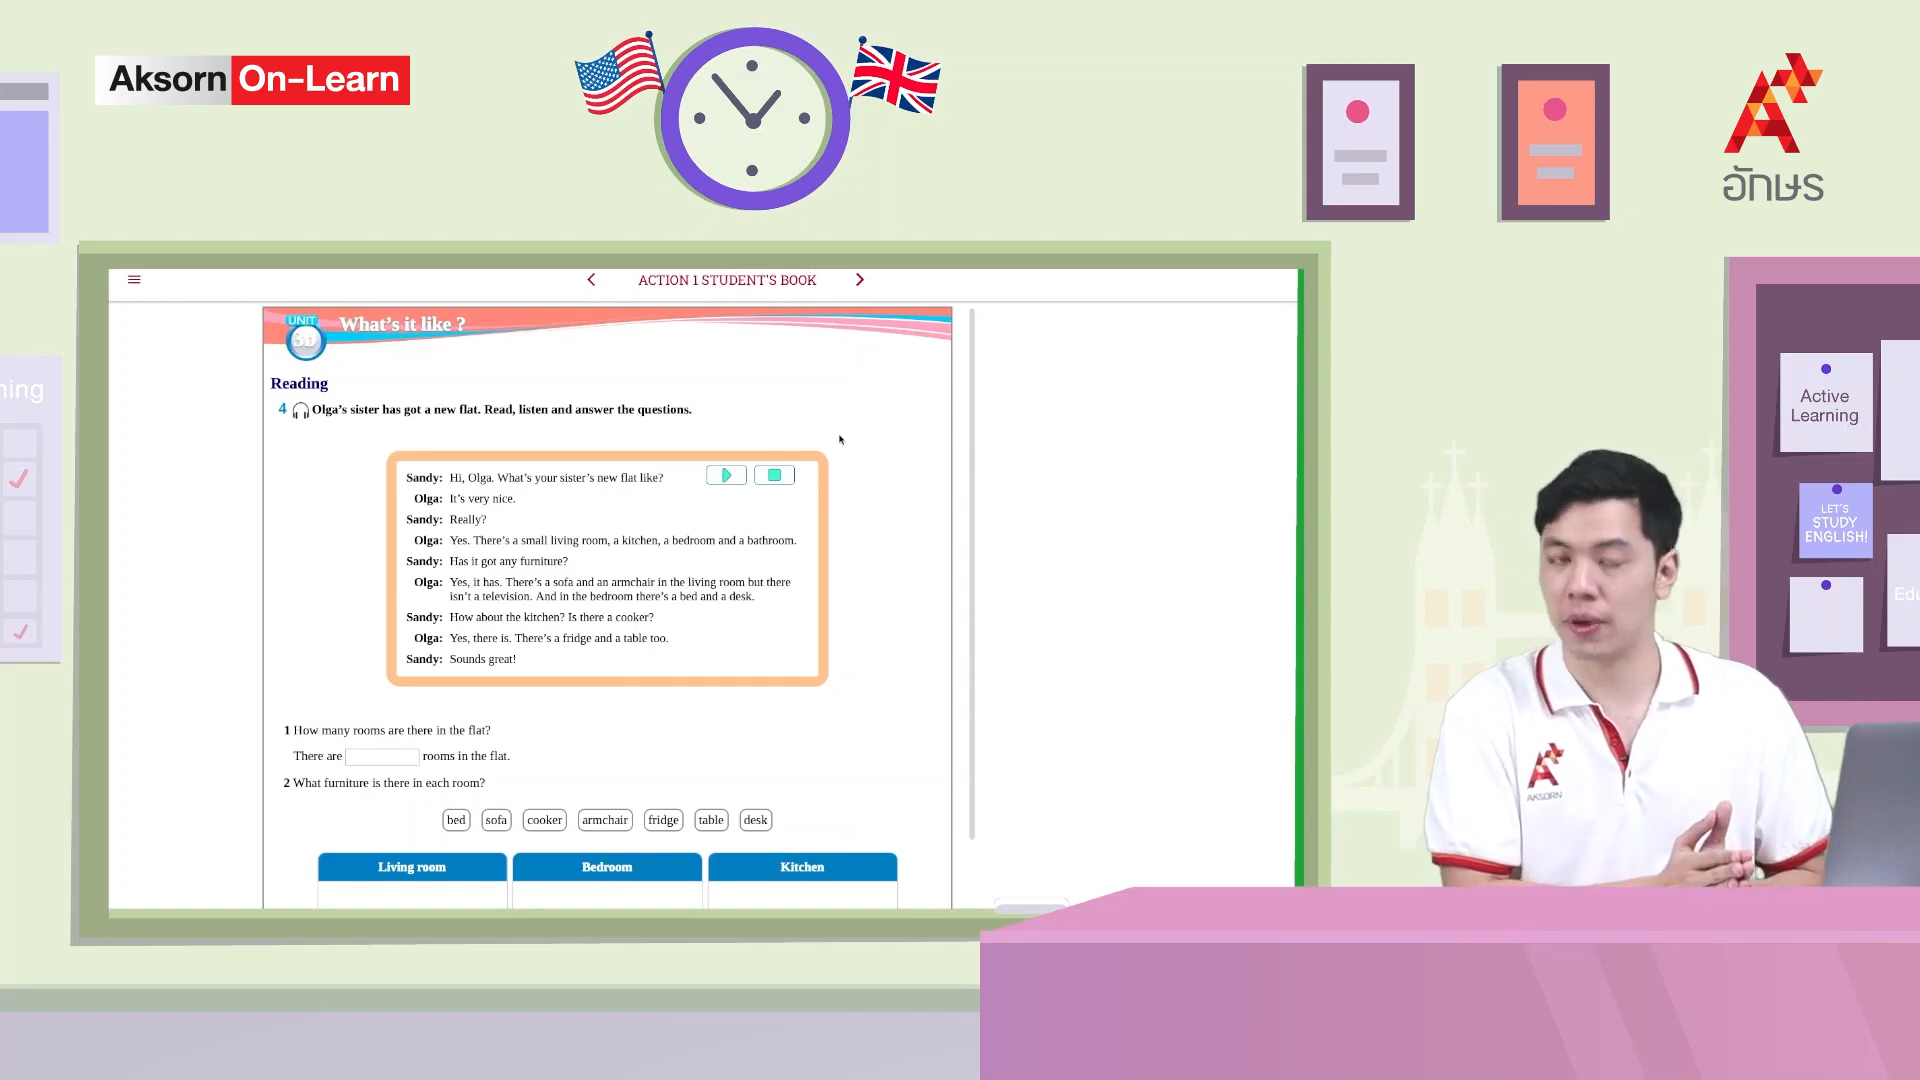 Aksorn On-Learn
อักษร
ACTION 1 STUDENT'S BOOK
UNIT
3b
What's it like ?
Reading
4 Olga's sister has got a new flat. Read, listen and answer the questions.
Sandy: Hi, Olga. What's your sister's new flat like?
Olga: It's very nice.
Sandy: Really?
Olga: Yes. There's a small living room, a kitchen, a bedroom and a bathroom.
Sandy: Has it got any furniture?
Olga: Yes, it has. There's a sofa and an armchair in the living room but there
isn't a television. And in the bedroom there's a bed and a desk.
Sandy: How about the kitchen? Is there a cooker?
Olga: Yes, there is. There's a fridge and a table too.
Sandy: Sounds great!
1 How many rooms are there in the flat?
There are rooms in the flat.
2 What furniture is there in each room?
bed sofa cooker armchair fridge table desk
Living room Bedroom Kitchen
Active
Learning
LET'S
STUDY
ENGLISH!
AKSORN